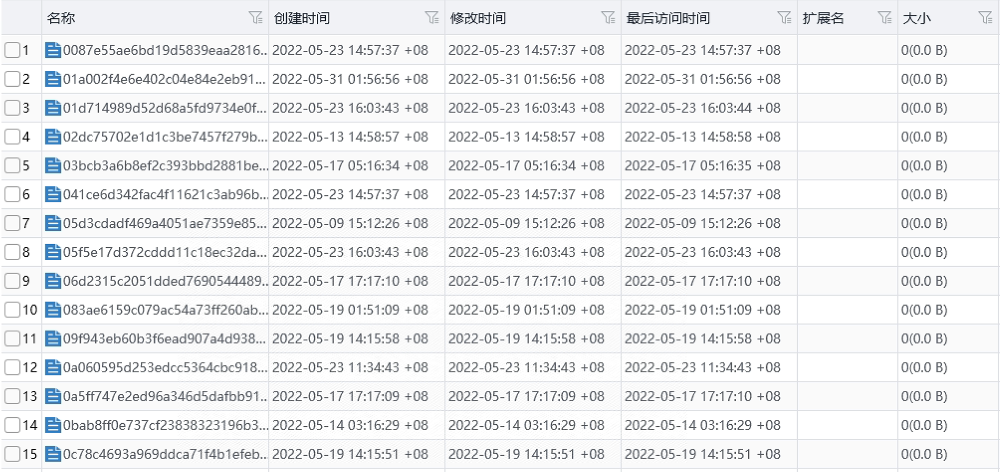 名称 创建时间 修改时间 最后访问时间 扩展名 大小
1 0087e55ae6bd19d5839eaa2816.. 2022-05-23 14:57:37 +08 2022-05-23 14:57:37 +08 2022-05-23 14:57:37 +08 0(0.0 B)
2 01a002f4e6e402c04e84e2eb91... 2022-05-31 01:56:56 +08 2022-05-31 01:56:56 +08 2022-05-31 01:56:56 +08 0(0.0 B)
3 01d714989d52d68a5fd9734e0f... 2022-05-23 16:03:43 +08 2022-05-23 16:03:43 +08 2022-05-23 16:03:44 +08 0(0.0 B)
4 02dc75702e1d1c3be7457f279b... 2022-05-13 14:58:57 +08 2022-05-13 14:58:57 +08 2022-05-13 14:58:58 +08 0(0.0 B)
5 03bcb3a6b8ef2c393bbd2881be... 2022-05-17 05:16:34 +08 2022-05-17 05:16:34 +08 2022-05-17 05:16:35 +08 0(0.0 B)
6 041ce6d342fac4f11621c3ab96b... 2022-05-23 14:57:37 +08 2022-05-23 14:57:37 +08 2022-05-23 14:57:37 +08 0(0.0 B)
7 05d3cdadf469a4051ae7359e85... 2022-05-09 15:12:26 +08 2022-05-09 15:12:26 +08 2022-05-09 15:12:26 +08 0(0.0 B)
8 05f5e17d372cddd11c18ec32da... 2022-05-23 16:03:43 +08 2022-05-23 16:03:43 +08 2022-05-23 16:03:43 +08 0(0.0 B)
9 06d2315c2051dded7690544489.. 2022-05-17 17:17:10 +08 2022-05-17 17:17:10 +08 2022-05-17 17:17:10 +08 0(0.0 B)
10 083ae6159c079ac54a73ff260ab... 2022-05-19 01:51:09 +08 2022-05-19 01:51:09 +08 2022-05-19 01:51:09 +08 0(0.0 B)
11 09f943eb60b3f6ead907a4d938... 2022-05-19 14:15:58 +08 2022-05-19 14:15:58 +08 2022-05-19 14:15:58 +08 0(0.0 B)
12 0a060595d253edcc5364cbc918... 2022-05-23 11:34:43 +08 2022-05-23 11:34:43 +08 2022-05-23 11:34:43 +08 0(0.0 B)
13 0a5ff747e2ed96a346d5dafbb91.. 2022-05-17 17:17:09 +08 2022-05-17 17:17:09 +08 2022-05-17 17:17:10 +08 0(0.0 B)
14 0bab8ff0e737cf23838323196b3... 2022-05-14 03:16:29 +08 2022-05-14 03:16:29 +08 2022-05-14 03:16:29 +08 0(0.0 B)
15 0c78c4693a969ddca71f4b1efeb... 2022-05-19 14:15:51 +08 2022-05-19 14:15:51 +08 2022-05-19 14:15:51 +08 0(0.0 B)